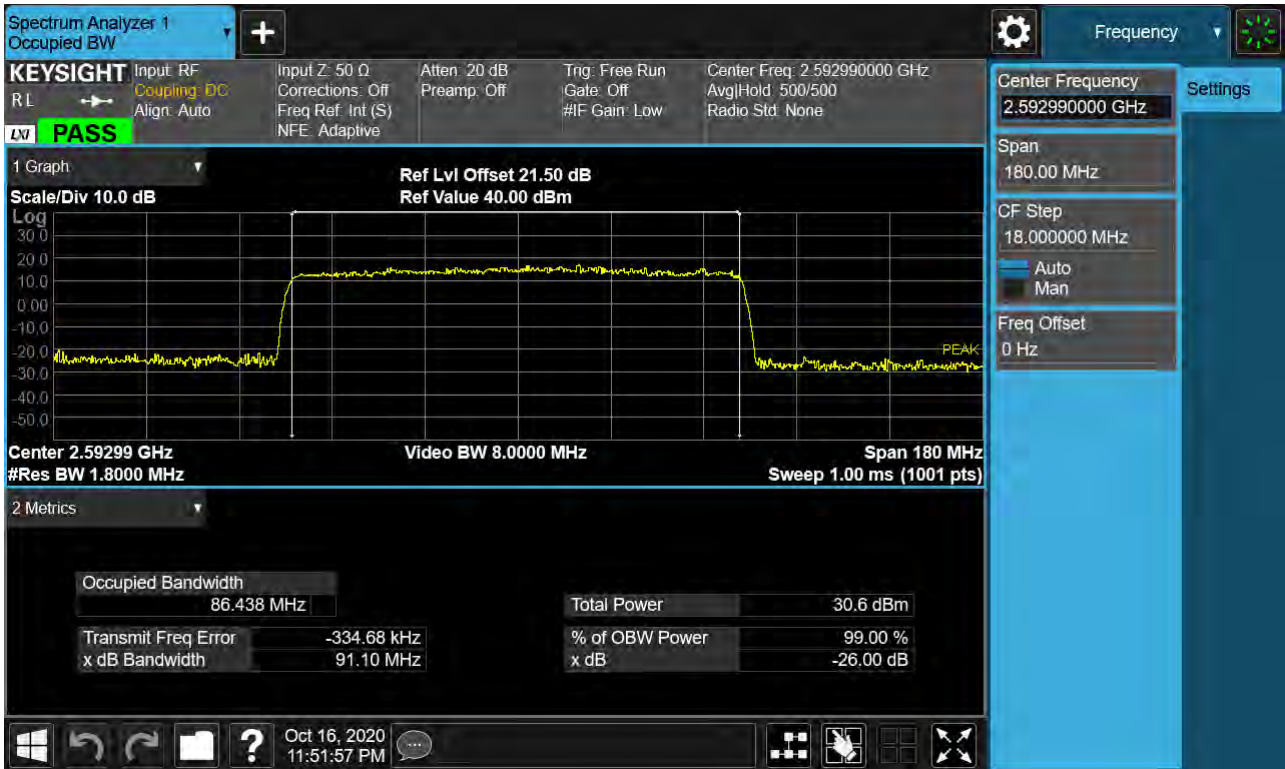 Spectrum Analyzer 1
Occupied BW
+
Frequency
KEYSIGHT
R L
LXI
PASS
Input: RF
Coupling: DC
Align: Auto
Input Z: 50 Ω
Corrections: Off
Freq Ref: Int (S)
NFE: Adaptive
Atten: 20 dB
Preamp: Off
Trig: Free Run
Gate: Off
#IF Gain: Low
Center Freq: 2.592990000 GHz
Avg|Hold: 500/500
Radio Std: None
Center Frequency
2.592990000 GHz
Settings
Span
180.00 MHz
CF Step
18.000000 MHz
Auto
Man
Freq Offset
0 Hz
1 Graph
Scale/Div 10.0 dB
Ref Lvl Offset 21.50 dB
Ref Value 40.00 dBm
Log
30.0
20.0
10.0
0.00
-10.0
-20.0
-30.0
-40.0
-50.0
PEAK
Center 2.59299 GHz
Video BW 8.0000 MHz
Span 180 MHz
#Res BW 1.8000 MHz
Sweep 1.00 ms (1001 pts)
2 Metrics
Occupied Bandwidth
86.438 MHz
Total Power 30.6 dBm
Transmit Freq Error -334.68 kHz
% of OBW Power 99.00 %
x dB Bandwidth 91.10 MHz
x dB -26.00 dB
?
Oct 16, 2020
11:51:57 PM